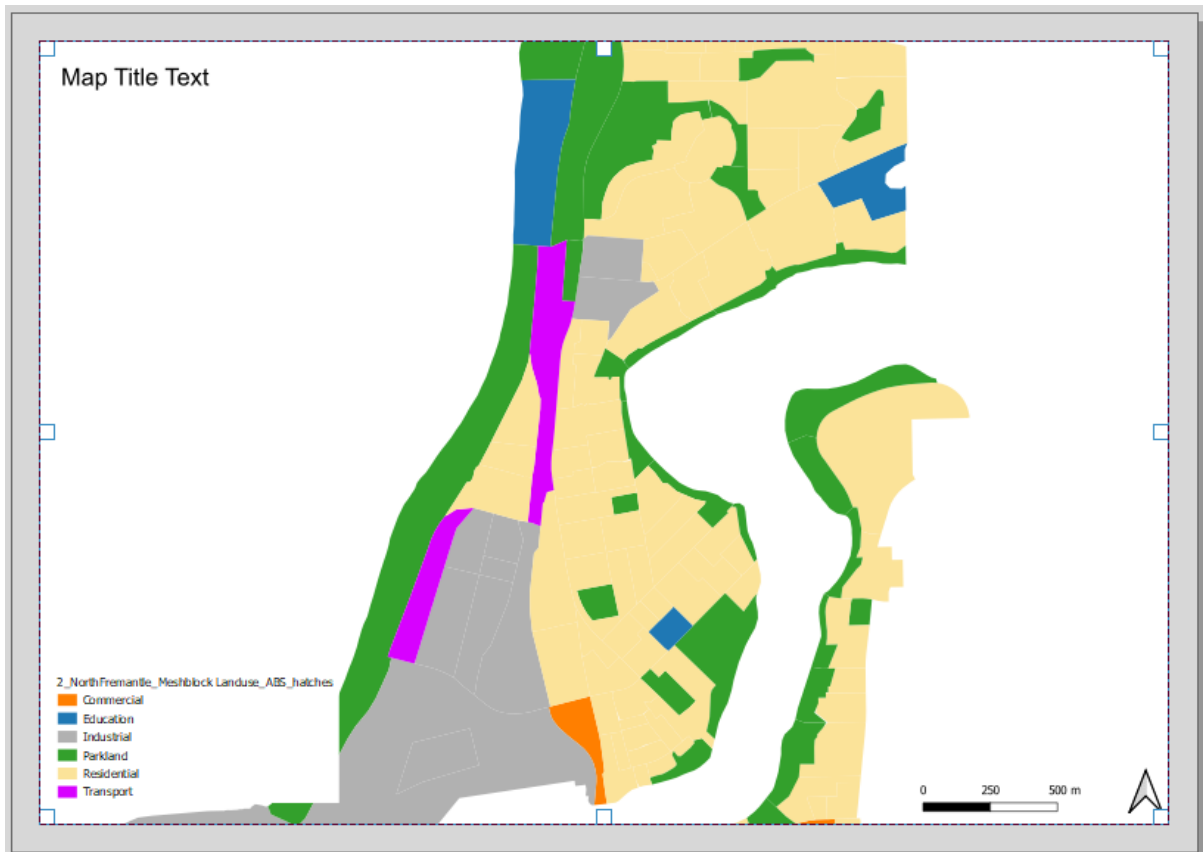 Map Title Text
2_NorthFremantle_Meshblock Landuse_ABS_hatches
Commercial
Education
Industrial
Parkland
Residential
Transport
0 250 500 m